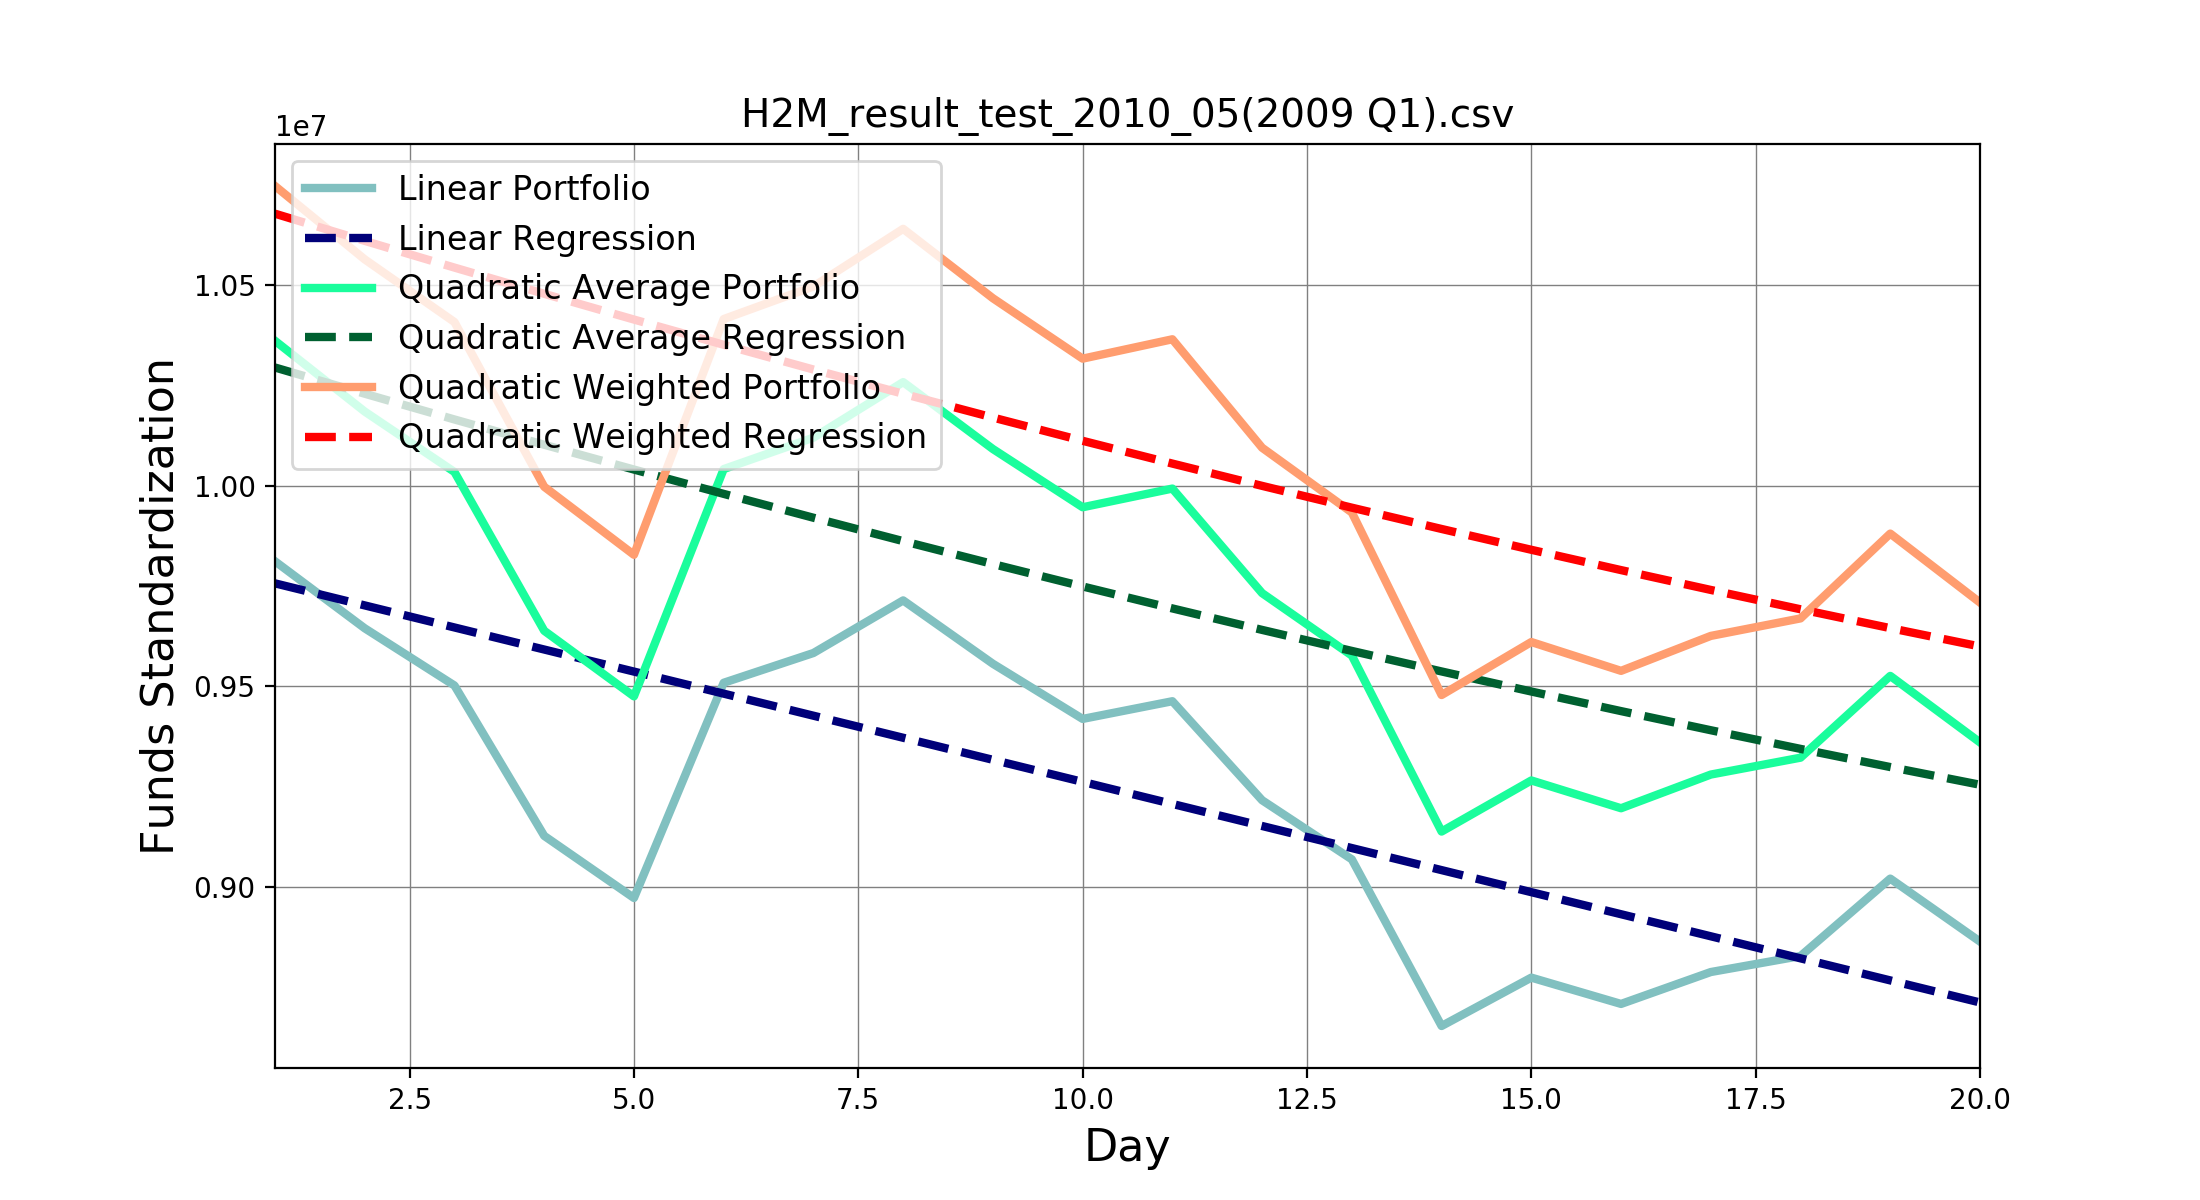 H2M_result_test_2010_05(2009 Q1).csv
1e7
Linear Portfolio
Linear Regression
Quadratic Average Portfolio
Quadratic Average Regression
Quadratic Weighted Portfolio
Quadratic Weighted Regression
1.05
1.00
0.95
0.90
Funds Standardization
2.5 5.0 7.5 10.0 12.5 15.0 17.5 20.0
Day